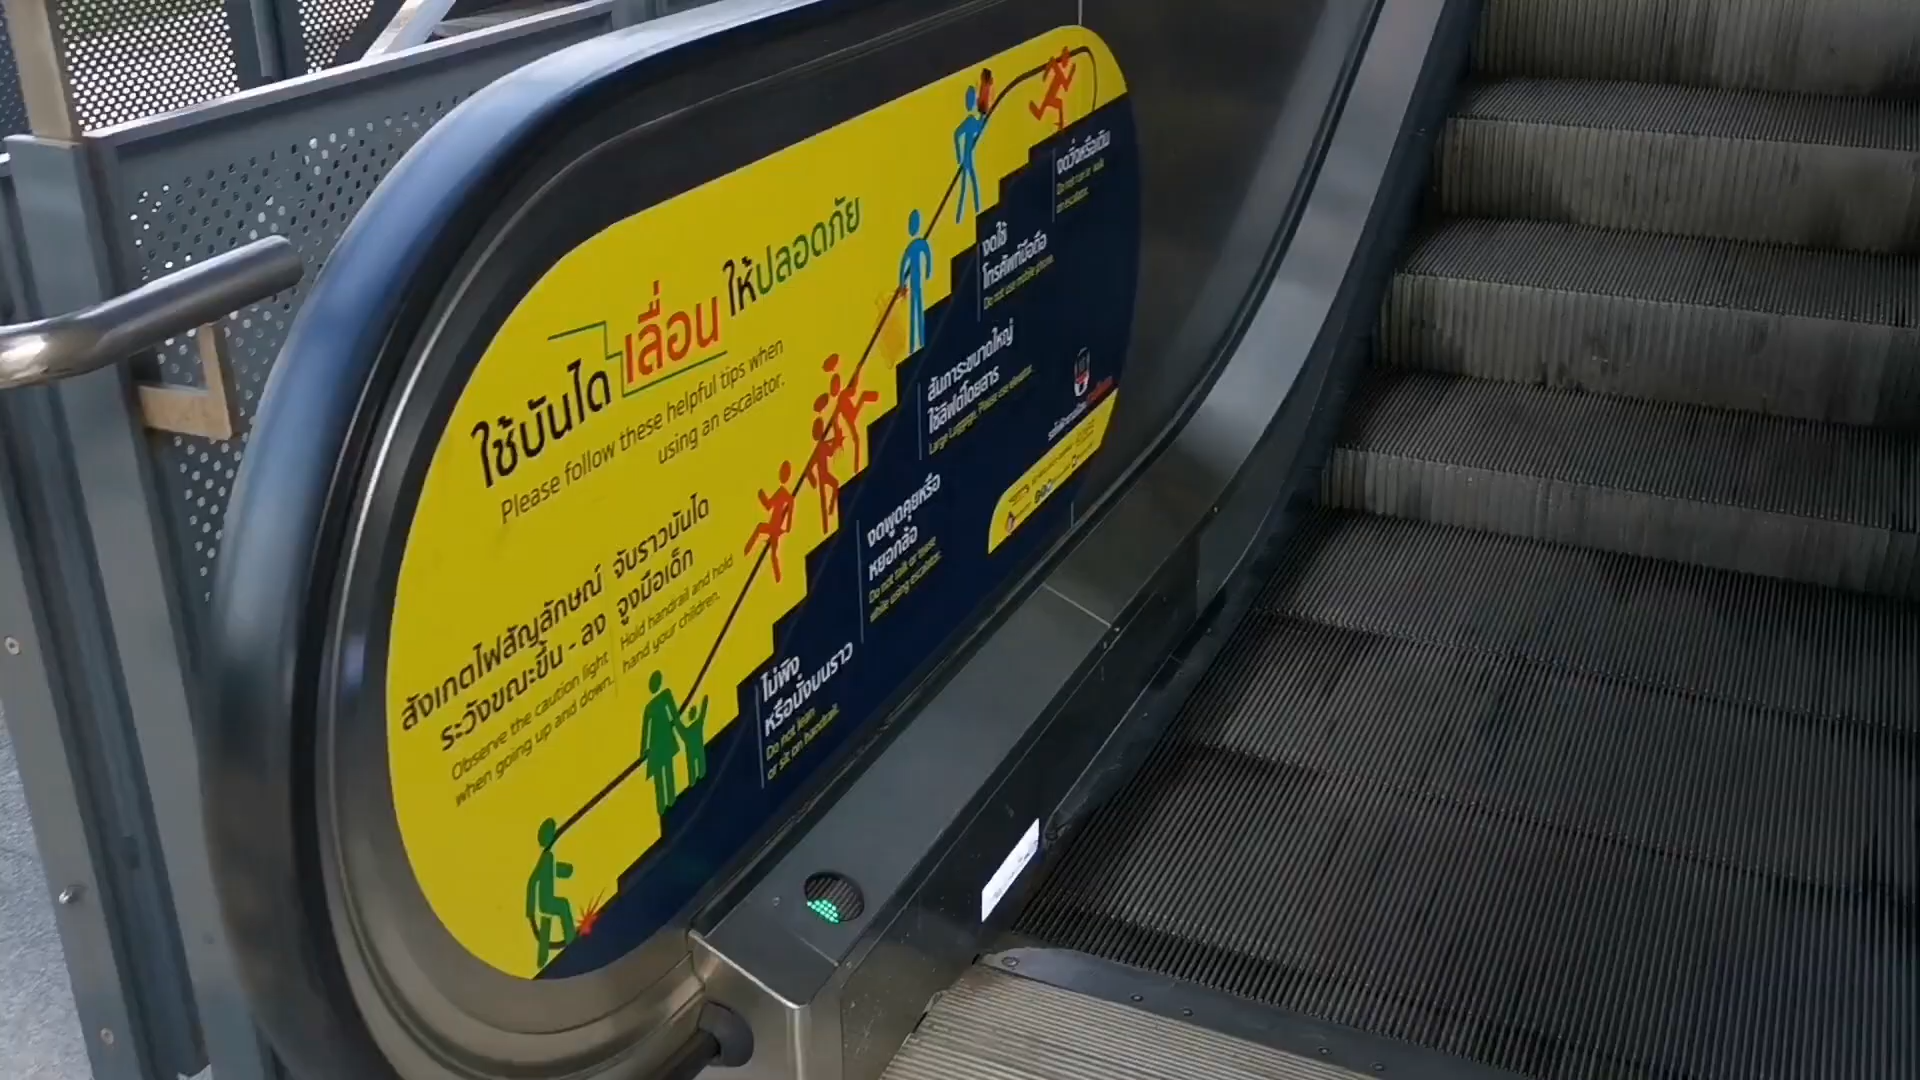 ใช้บันได เลื่อน ให้ปลอดภัย
Please follow these helpful tips when
using an escalator.
สังเกตไฟสัญลักษณ์
ระวังขณะขึ้น - ลง
Observe the caution light
when going up and down.
จับราวบันได
จูงมือเด็ก
Hold handrail and hold
hand your children.
ไม่พิง
หรือนั่งบนราว
Do not lean
or sit on handrail.
งดพูดคุยหรือ
หยอกล้อ
Do not talk or tease
while using escalator.
สัมภาระขนาดใหญ่
ใช้ลิฟต์โดยสาร
Large Luggage, Please use elevator.
งดใช้
โทรศัพท์มือถือ
Do not use mobile phone.
งดวิ่งหรือเดิน
Do not run or walk
on escalator.